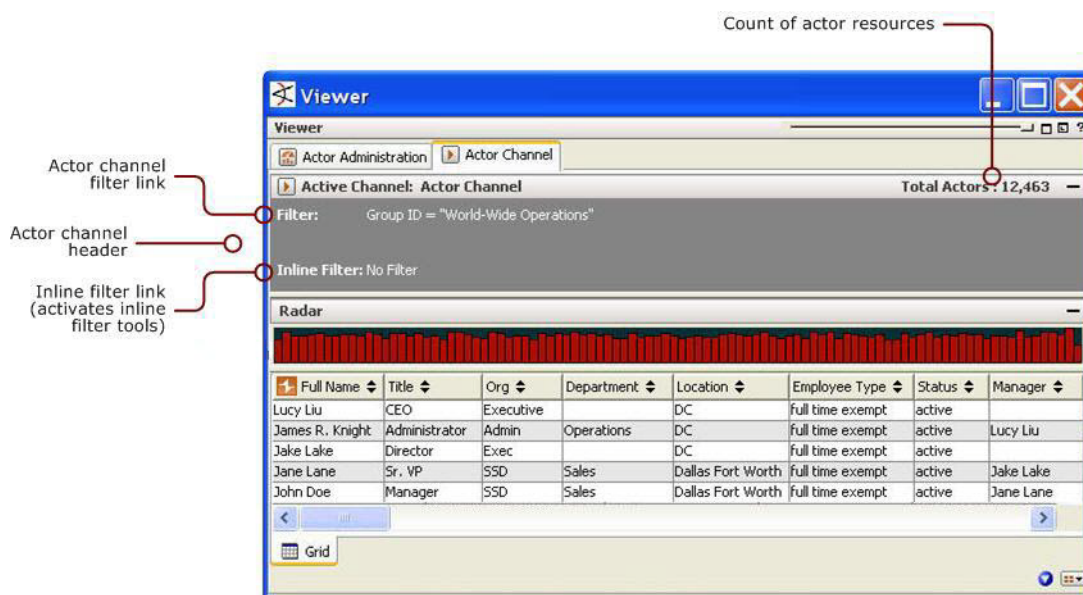 Count of actor resources
Viewer
Viewer
Actor Administration Actor Channel
Active Channel: Actor Channel Total Actors : 12,463
Actor channel
filter link
Filter: Group ID = "World-Wide Operations"
Actor channel
header
Inline Filter: No Filter
Inline filter link
(activates inline
filter tools)
Radar
Full Name Title Org Department Location Employee Type Status Manager
Lucy Liu CEO Executive DC full time exempt active
James R. Knight Administrator Admin Operations DC full time exempt active Lucy Liu
Jake Lake Director Exec DC full time exempt active
Jane Lane Sr. VP SSD Sales Dallas Fort Worth full time exempt active Jake Lake
John Doe Manager SSD Sales Dallas Fort Worth full time exempt active Jane Lane
Grid